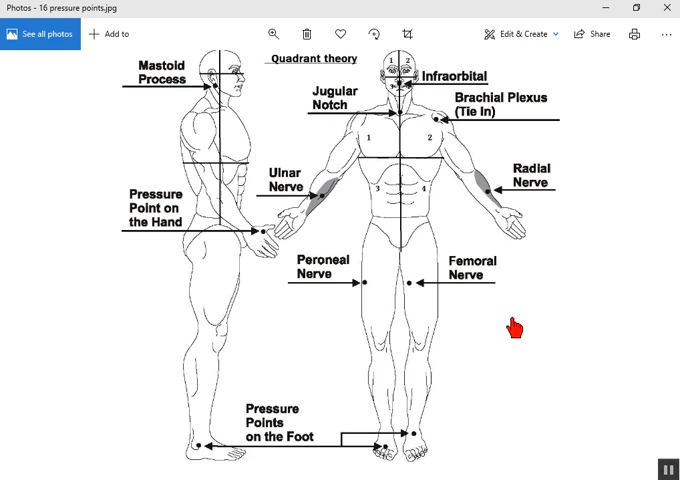 Photos - 16 pressure points.jpg
See all photos
Add to
Edit & Create
Share
Quadrant theory
Mastoid
Process
1 2
Infraorbital
Jugular
Notch
Brachial Plexus
(Tie In)
1 2
Ulnar
Nerve
Radial
Nerve
3 4
Pressure
Point on
the Hand
Peroneal
Nerve
Femoral
Nerve
Pressure
Points
on the Foot